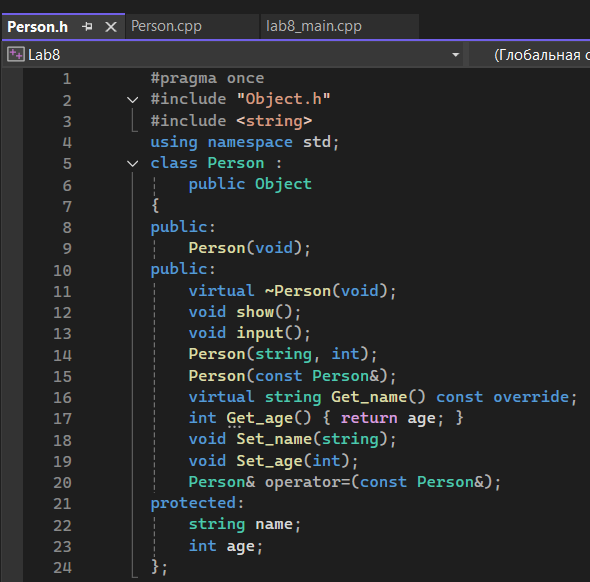 Person.h Person.cpp lab8_main.cpp
Lab8 (Глобальная о
1 #pragma once
2 #include "Object.h"
3 #include <string>
4 using namespace std;
5 class Person :
6 public Object
7 {
8 public:
9 Person(void);
10 public:
11 virtual ~Person(void);
12 void show();
13 void input();
14 Person(string, int);
15 Person(const Person&);
16 virtual string Get_name() const override;
17 int Get_age() { return age; }
18 void Set_name(string);
19 void Set_age(int);
20 Person& operator=(const Person&);
21 protected:
22 string name;
23 int age;
24 };